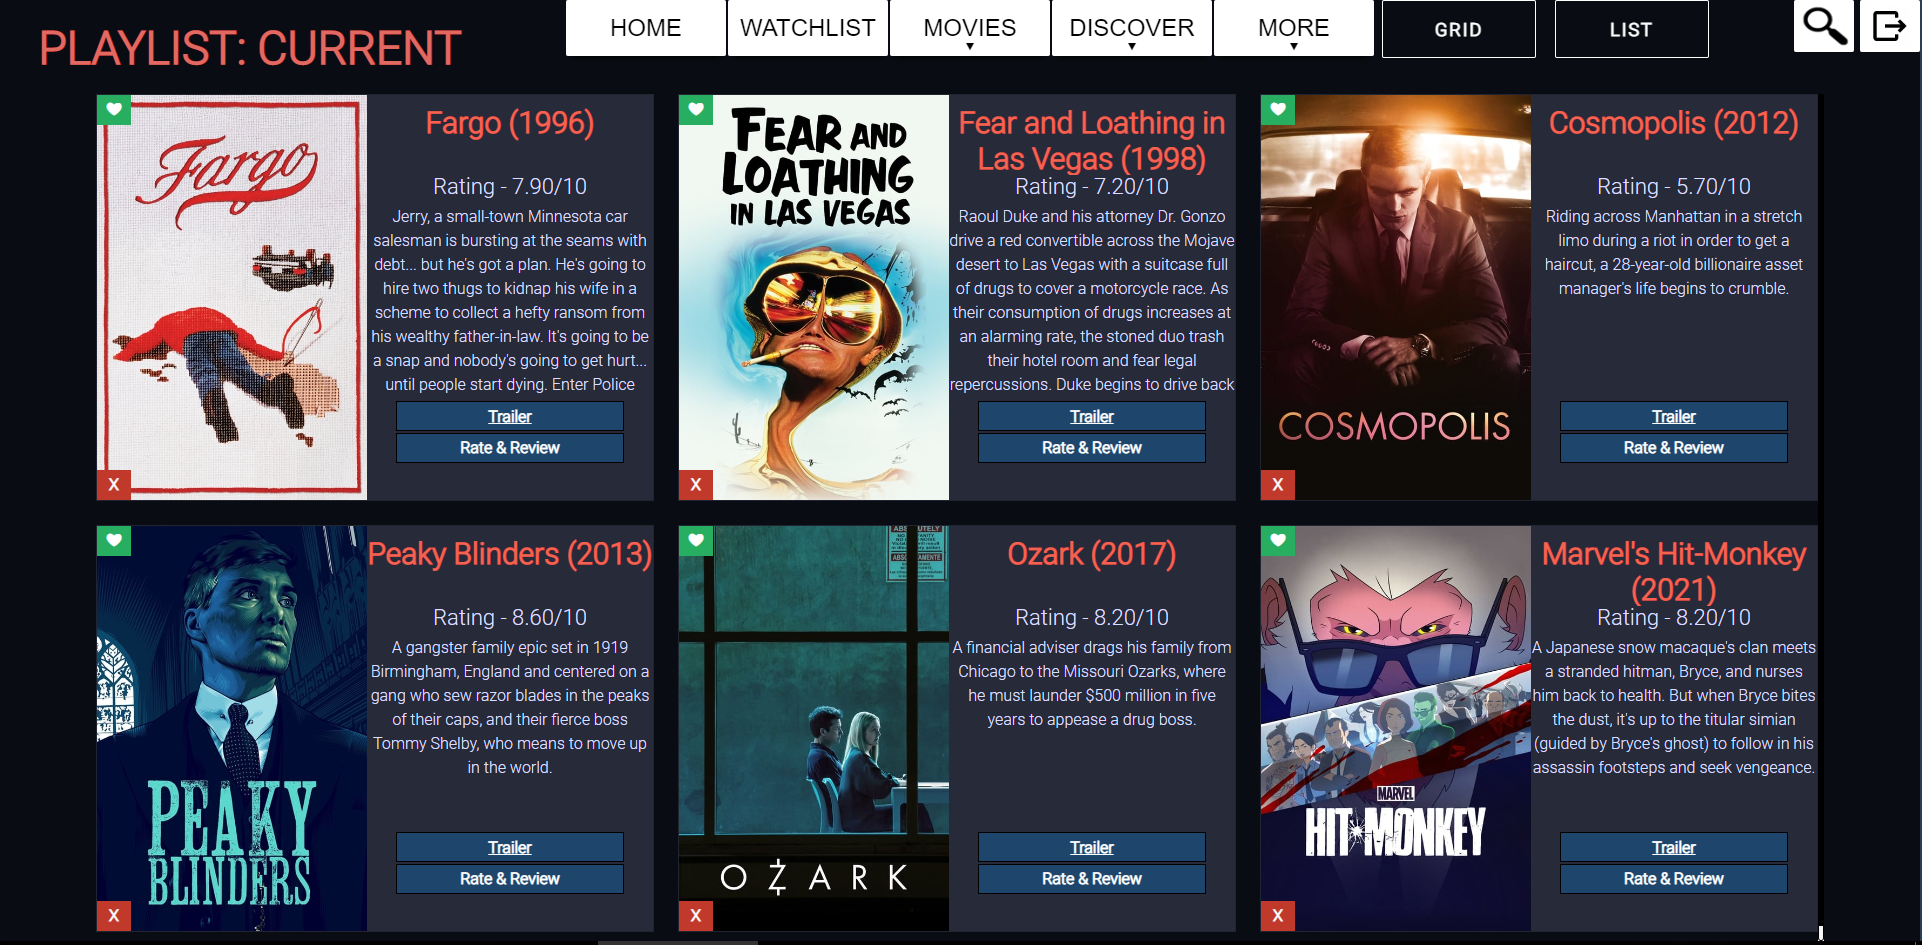 PLAYLIST: CURRENT
HOME
WATCHLIST
MOVIES
▼
DISCOVER
▼
MORE
▼
GRID
LIST
Fargo
X
Fargo (1996)
Rating - 7.90/10
Jerry, a small-town Minnesota car
salesman is bursting at the seams with
debt... but he's got a plan. He's going to
hire two thugs to kidnap his wife in a
scheme to collect a hefty ransom from
his wealthy father-in-law. It's going to be
a snap and nobody's going to get hurt...
until people start dying. Enter Police
Trailer
Rate & Review
FEAR AND
LOATHING
IN LAS VEGAS
X
Fear and Loathing in
Las Vegas (1998)
Rating - 7.20/10
Raoul Duke and his attorney Dr. Gonzo
drive a red convertible across the Mojave
desert to Las Vegas with a suitcase full
of drugs to cover a motorcycle race. As
their consumption of drugs increases at
an alarming rate, the stoned duo trash
their hotel room and fear legal
repercussions. Duke begins to drive back
Trailer
Rate & Review
COSMOPOLIS
X
Cosmopolis (2012)
Rating - 5.70/10
Riding across Manhattan in a stretch
limo during a riot in order to get a
haircut, a 28-year-old billionaire asset
manager's life begins to crumble.
Trailer
Rate & Review
PEAKY
BLINDERS
X
Peaky Blinders (2013)
Rating - 8.60/10
A gangster family epic set in 1919
Birmingham, England and centered on a
gang who sew razor blades in the peaks
of their caps, and their fierce boss
Tommy Shelby, who means to move up
in the world.
Trailer
Rate & Review
OZARK
X
Ozark (2017)
Rating - 8.20/10
A financial adviser drags his family from
Chicago to the Missouri Ozarks, where
he must launder $500 million in five
years to appease a drug boss.
Trailer
Rate & Review
MARVEL
HIT-MONKEY
X
Marvel's Hit-Monkey
(2021)
Rating - 8.20/10
A Japanese snow macaque's clan meets
a stranded hitman, Bryce, and nurses
him back to health. But when Bryce bites
the dust, it's up to the titular simian
(guided by Bryce's ghost) to follow in his
assassin footsteps and seek vengeance.
Trailer
Rate & Review